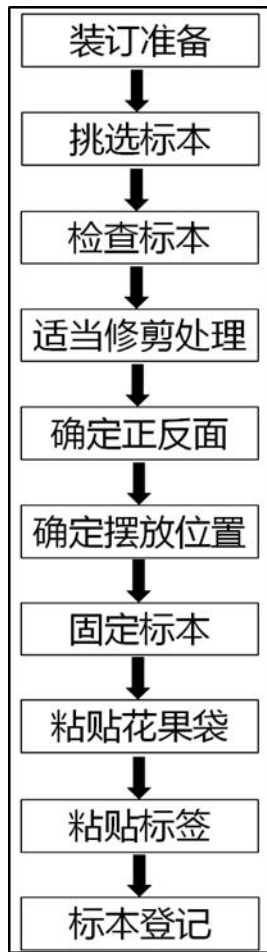 装订准备
挑选标本
检查标本
适当修剪处理
确定正反面
确定摆放位置
固定标本
粘贴花果袋
粘贴标签
标本登记